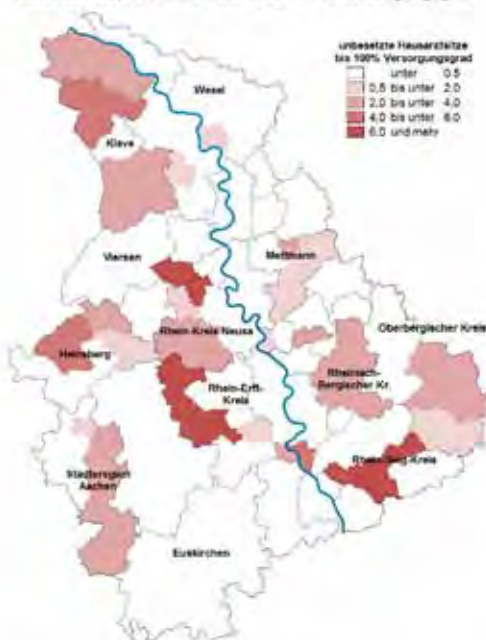 unbesetzte Hausarztsitze
bis 100% Versorgungsgrad
unter 0.5
0,5 bis unter 2.0
2.0 bis unter 4.0
4.0 bis unter 6.0
6.0 und mehr
Wesel
Kleve
Viersen
Mettmann
Rhein-Kreis Neuss
Oberbergischer Kreis
Heinsberg
Rheinisch-
Bergischer Kr.
Rhein-Erft-
Kreis
Rhein-Sieg-Kreis
Städteregion
Aachen
Euskirchen